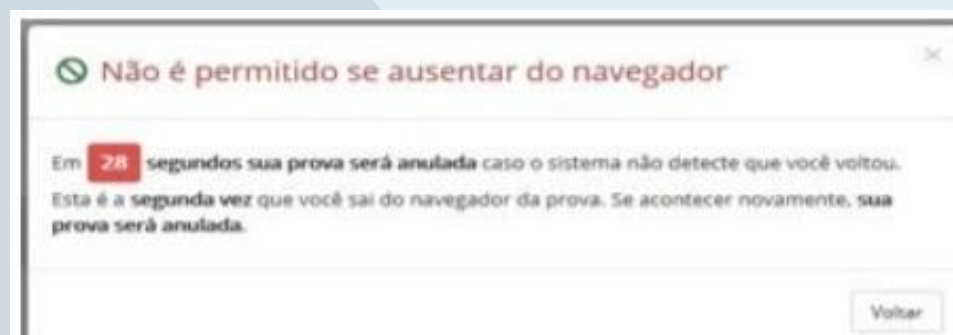 Não é permitido se ausentar do navegador
Em 28 segundos sua prova será anulada caso o sistema não detecte que você voltou.
Esta é a segunda vez que você sai do navegador da prova. Se acontecer novamente, sua
prova será anulada.
Voltar